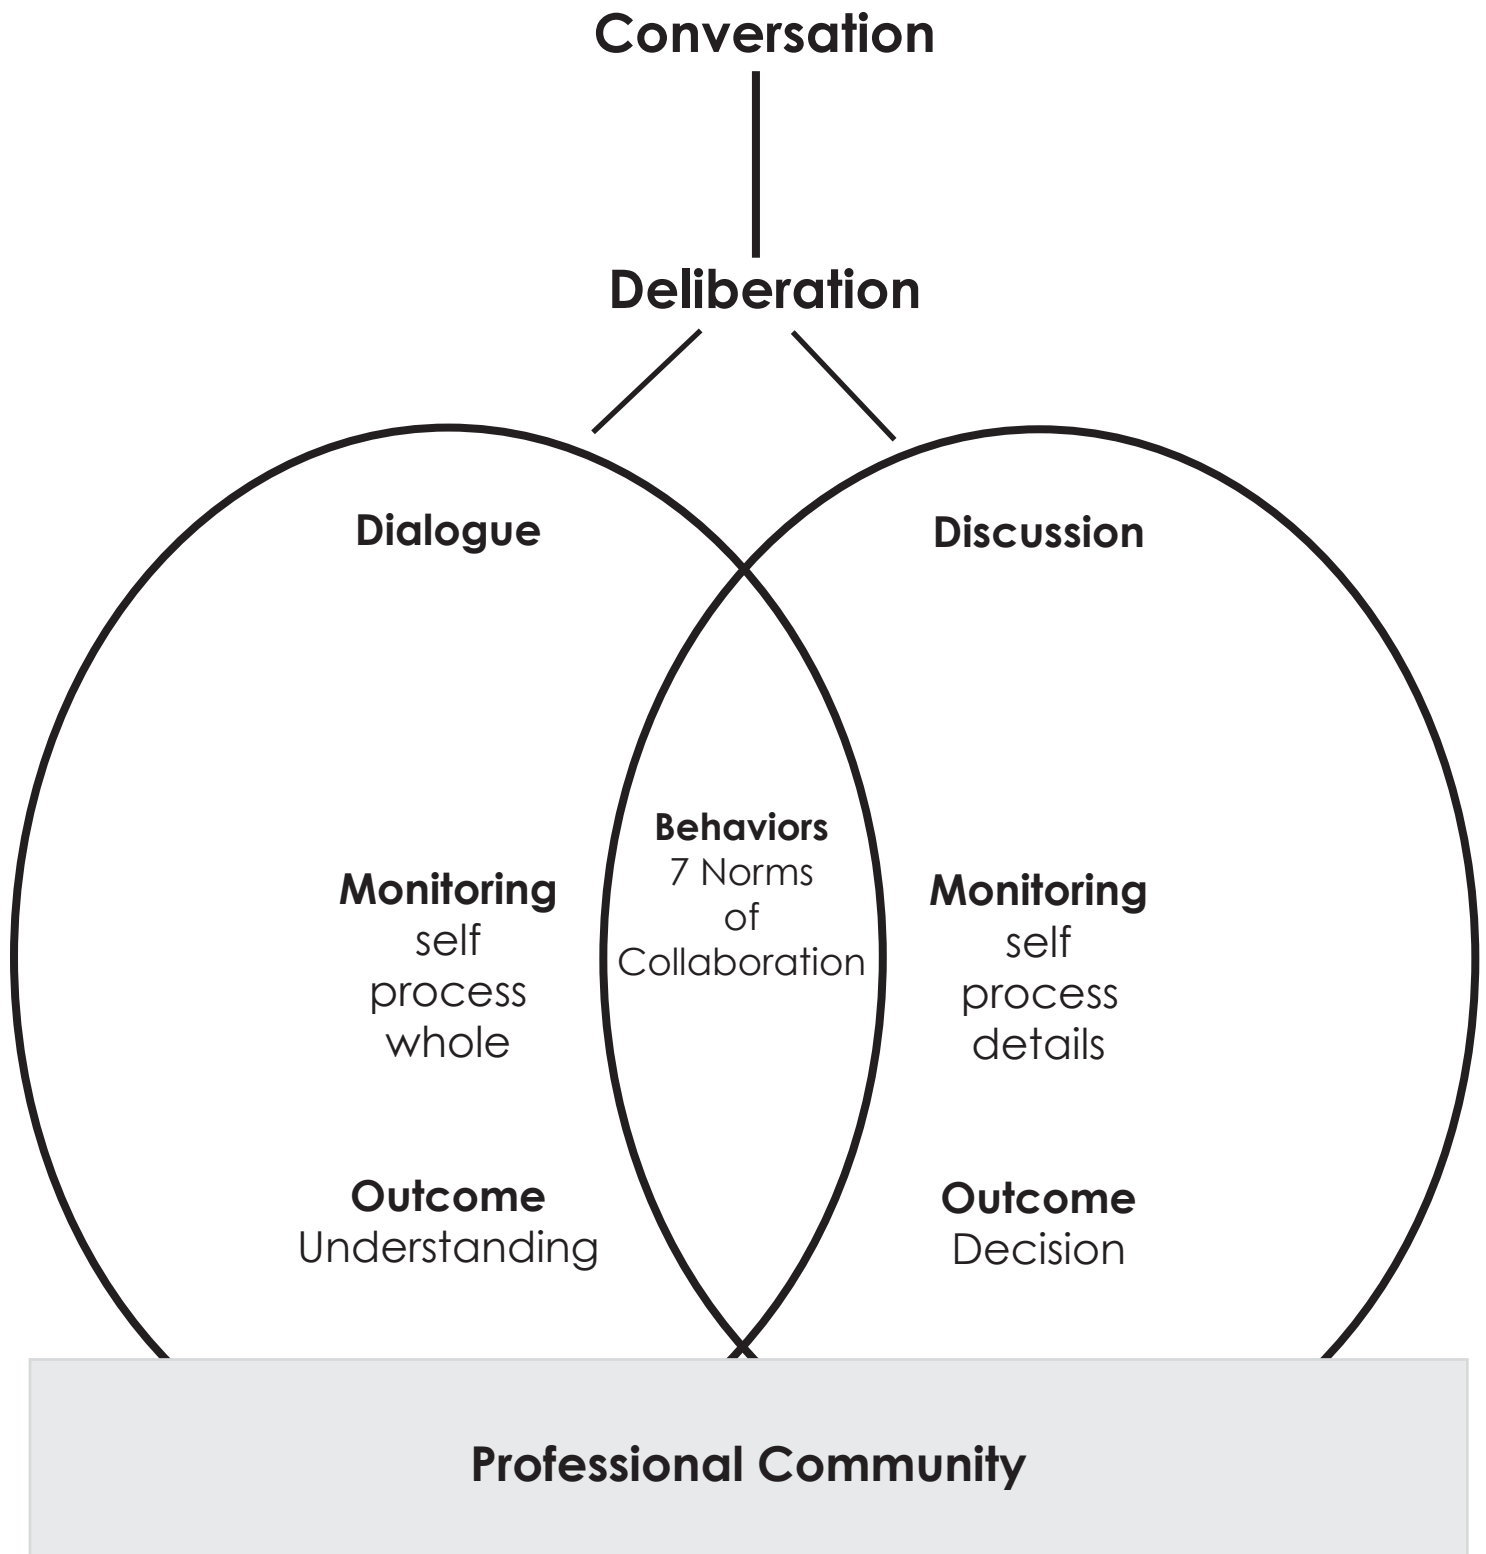 Conversation
Deliberation
Dialogue
Monitoring
self
process
whole
Outcome
Understanding
Behaviors
7 Norms
of
Collaboration
Discussion
Monitoring
self
process
details
Outcome
Decision
Professional Community